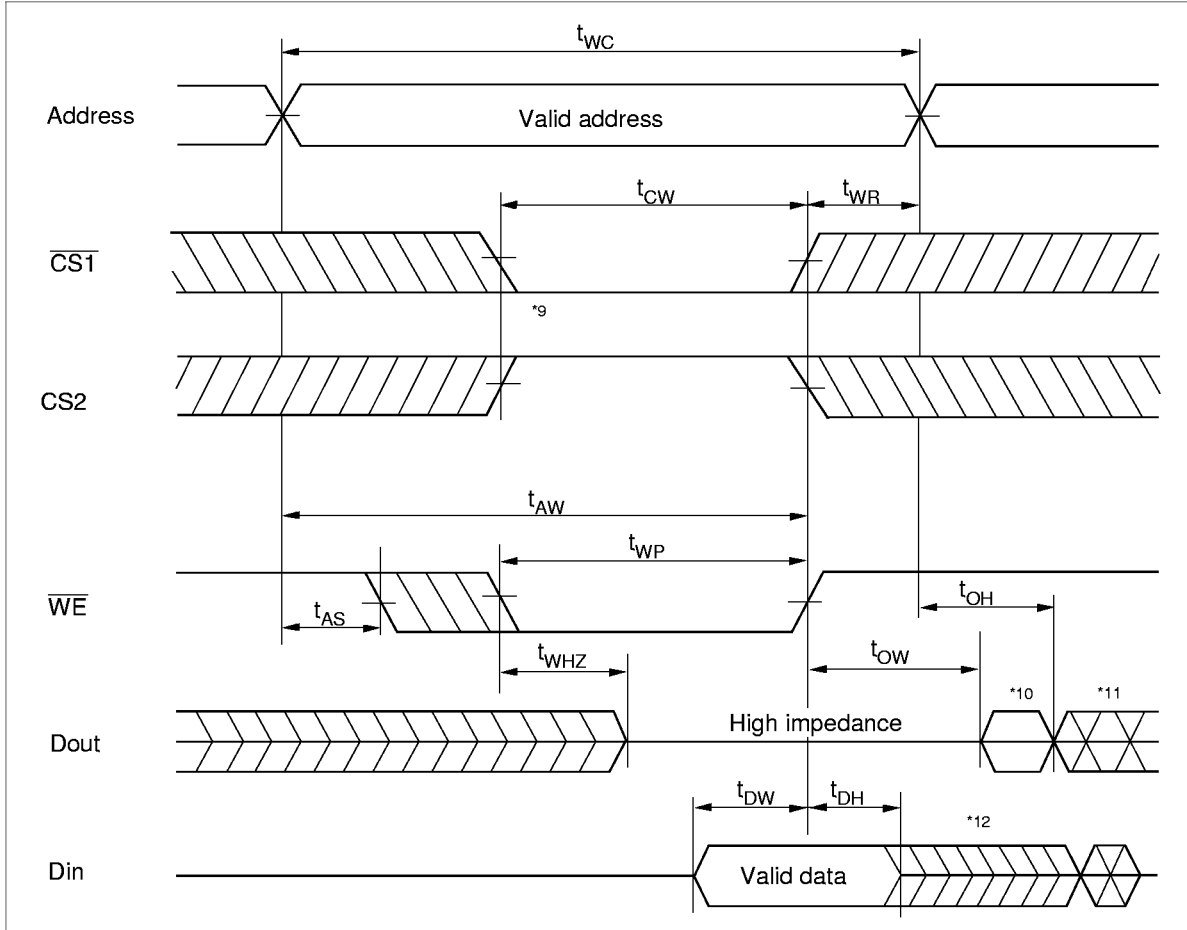 tWC
Address
Valid address
tCW
tWR
CS1
*9
CS2
tAW
tWP
WE
tAS
tOH
tWHZ
tOW
*10
*11
Dout
High impedance
tDW
tDH
*12
Din
Valid data